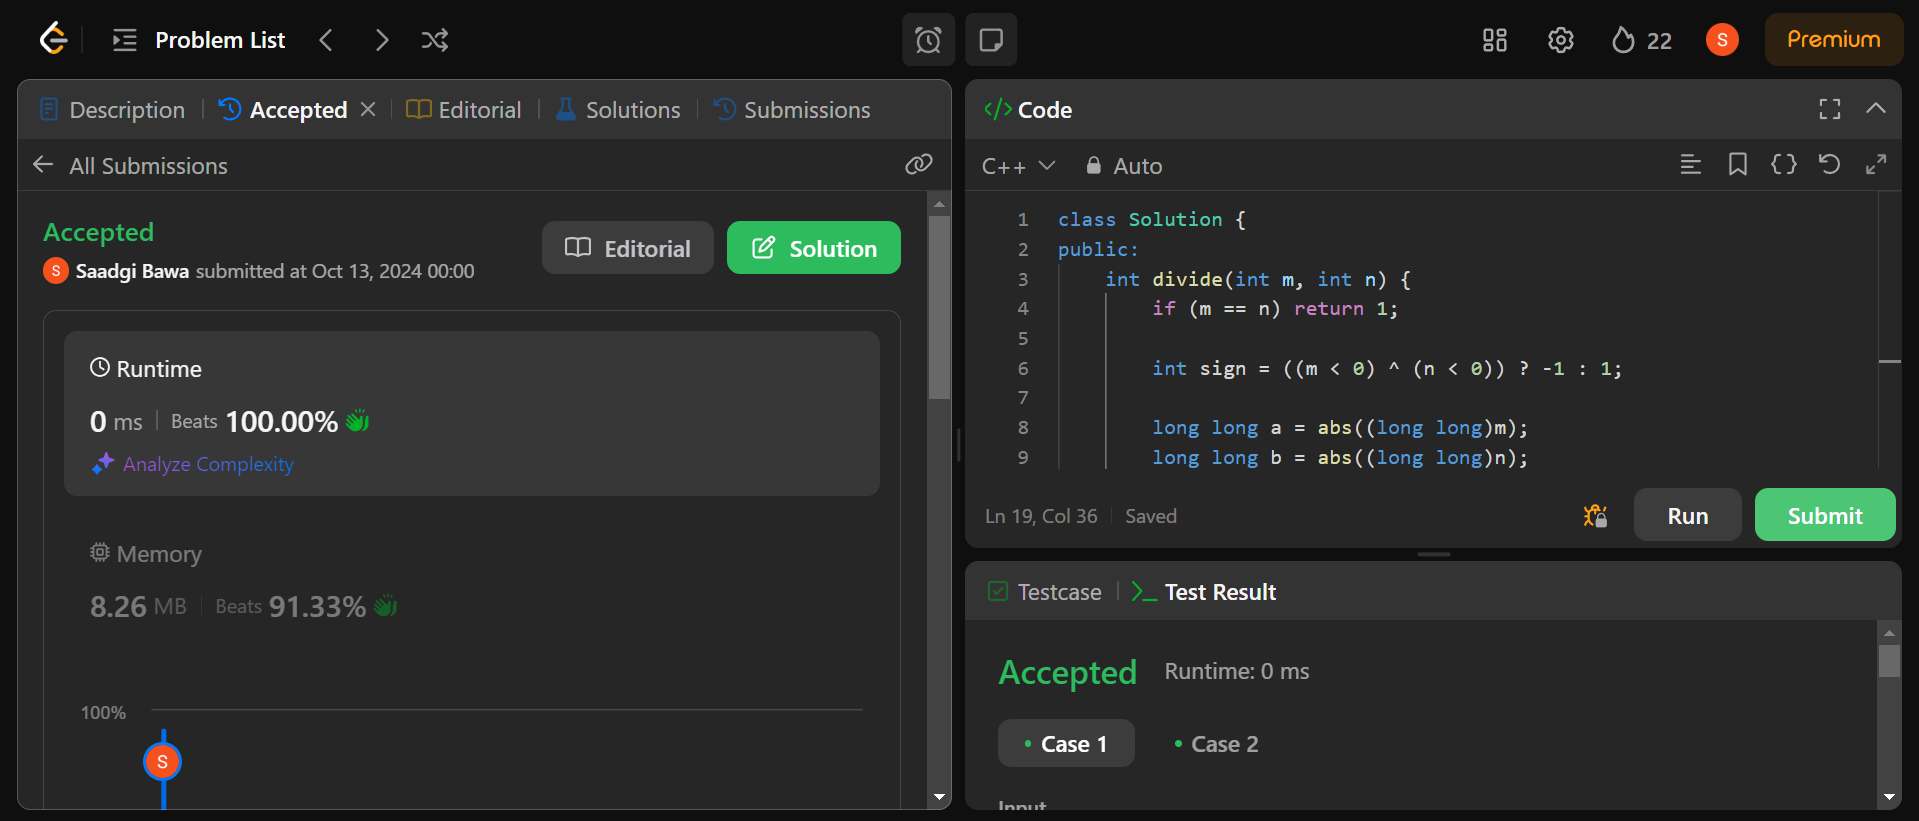 Problem List
22
S
Premium
Description
Accepted
Editorial
Solutions
Submissions
All Submissions
Accepted
S Saadgi Bawa submitted at Oct 13, 2024 00:00
Editorial
Solution
Runtime
0 ms | Beats 100.00%
Analyze Complexity
Memory
8.26 MB | Beats 91.33%
100%
S
</> Code
C++
Auto
1 class Solution {
2 public:
3     int divide(int m, int n) {
4         if (m == n) return 1;
5
6         int sign = ((m < 0) ^ (n < 0)) ? -1 : 1;
7
8         long long a = abs((long long)m);
9         long long b = abs((long long)n);
Ln 19, Col 36 | Saved
Run
Submit
Testcase
Test Result
Accepted
Runtime: 0 ms
Case 1
Case 2
Input